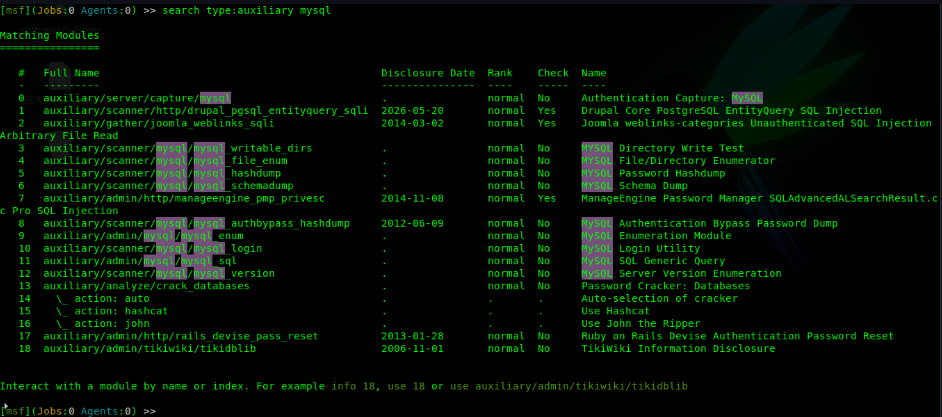 [msf](Jobs:0 Agents:0) >> search type:auxiliary mysql
Matching Modules
================
#   Full Name                                              Disclosure Date  Rank    Check  Name
-   ---------                                              ---------------  ----    -----  ----
0   auxiliary/server/capture/mysql                         .                normal  No     Authentication Capture: MySQL
1   auxiliary/scanner/http/drupal_pgsql_entityquery_sqli   2026-05-20       normal  Yes    Drupal Core PostgreSQL EntityQuery SQL Injection
2   auxiliary/gather/joomla_weblinks_sqli                  2014-03-02       normal  Yes    Joomla weblinks-categories Unauthenticated SQL Injection
Arbitrary File Read
3   auxiliary/scanner/mysql/mysql_writable_dirs            .                normal  No     MYSQL Directory Write Test
4   auxiliary/scanner/mysql/mysql_file_enum                .                normal  No     MYSQL File/Directory Enumerator
5   auxiliary/scanner/mysql/mysql_hashdump                 .                normal  No     MYSQL Password Hashdump
6   auxiliary/scanner/mysql/mysql_schemadump               .                normal  No     MYSQL Schema Dump
7   auxiliary/admin/http/manageengine_pmp_privesc          2014-11-08       normal  Yes    ManageEngine Password Manager SQLAdvancedALSearchResult.c
c Pro SQL Injection
8   auxiliary/scanner/mysql/mysql_authbypass_hashdump      2012-06-09       normal  No     MySQL Authentication Bypass Password Dump
9   auxiliary/admin/mysql/mysql_enum                       .                normal  No     MySQL Enumeration Module
10  auxiliary/scanner/mysql/mysql_login                    .                normal  No     MySQL Login Utility
11  auxiliary/admin/mysql/mysql_sql                        .                normal  No     MySQL SQL Generic Query
12  auxiliary/scanner/mysql/mysql_version                  .                normal  No     MySQL Server Version Enumeration
13  auxiliary/analyze/crack_databases                      .                normal  No     Password Cracker: Databases
14    \_ action: auto                                      .                .       .      Auto-selection of cracker
15    \_ action: hashcat                                   .                .       .      Use Hashcat
16    \_ action: john                                      .                .       .      Use John the Ripper
17  auxiliary/admin/http/rails_devise_pass_reset           2013-01-28       normal  No     Ruby on Rails Devise Authentication Password Reset
18  auxiliary/admin/tikiwiki/tikidblib                     2006-11-01       normal  No     TikiWiki Information Disclosure
Interact with a module by name or index. For example info 18, use 18 or use auxiliary/admin/tikiwiki/tikidblib
[msf](Jobs:0 Agents:0) >>